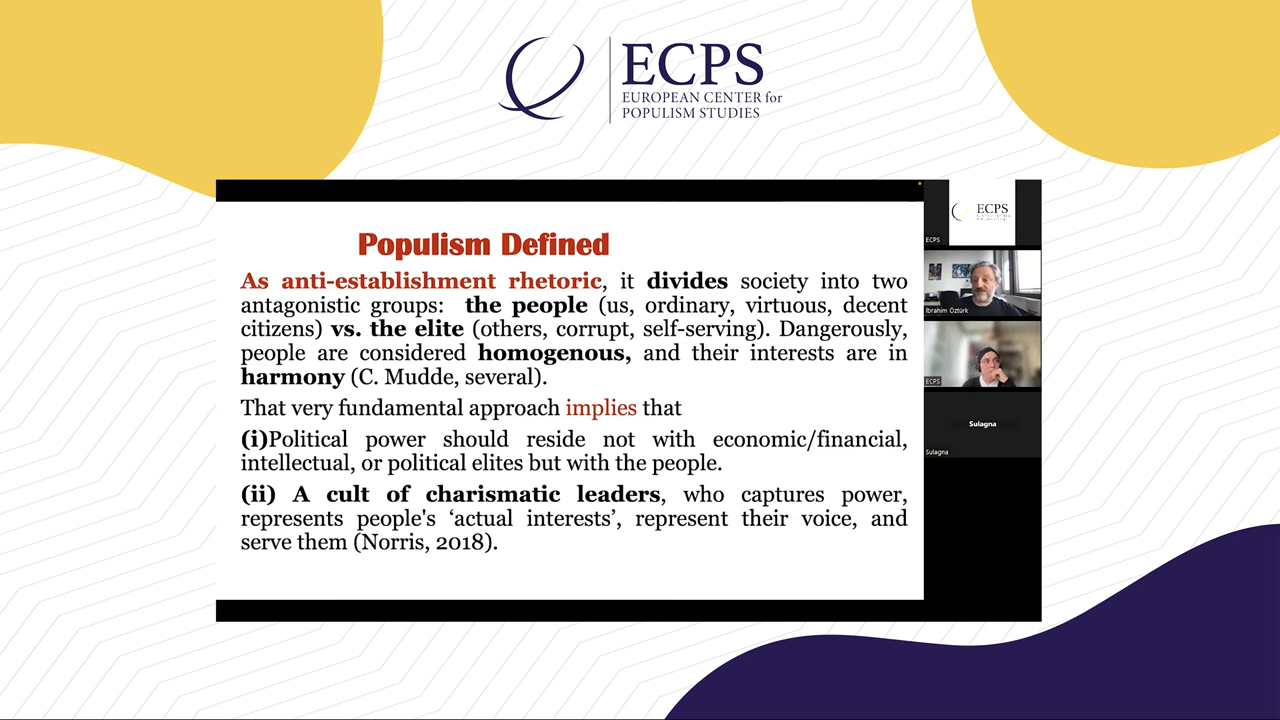 ECPS
EUROPEAN CENTER for
POPULISM STUDIES
Populism Defined
As anti-establishment rhetoric, it divides society into two
antagonistic groups: the people (us, ordinary, virtuous, decent
citizens) vs. the elite (others, corrupt, self-serving). Dangerously,
people are considered homogenous, and their interests are in
harmony (C. Mudde, several).
That very fundamental approach implies that
(i)Political power should reside not with economic/financial,
intellectual, or political elites but with the people.
(ii) A cult of charismatic leaders, who captures power,
represents people's ‘actual interests’, represent their voice, and
serve them (Norris, 2018).
ECPS
ECPS
İbrahim Öztürk
ECPS
Sulagna
Sulagna